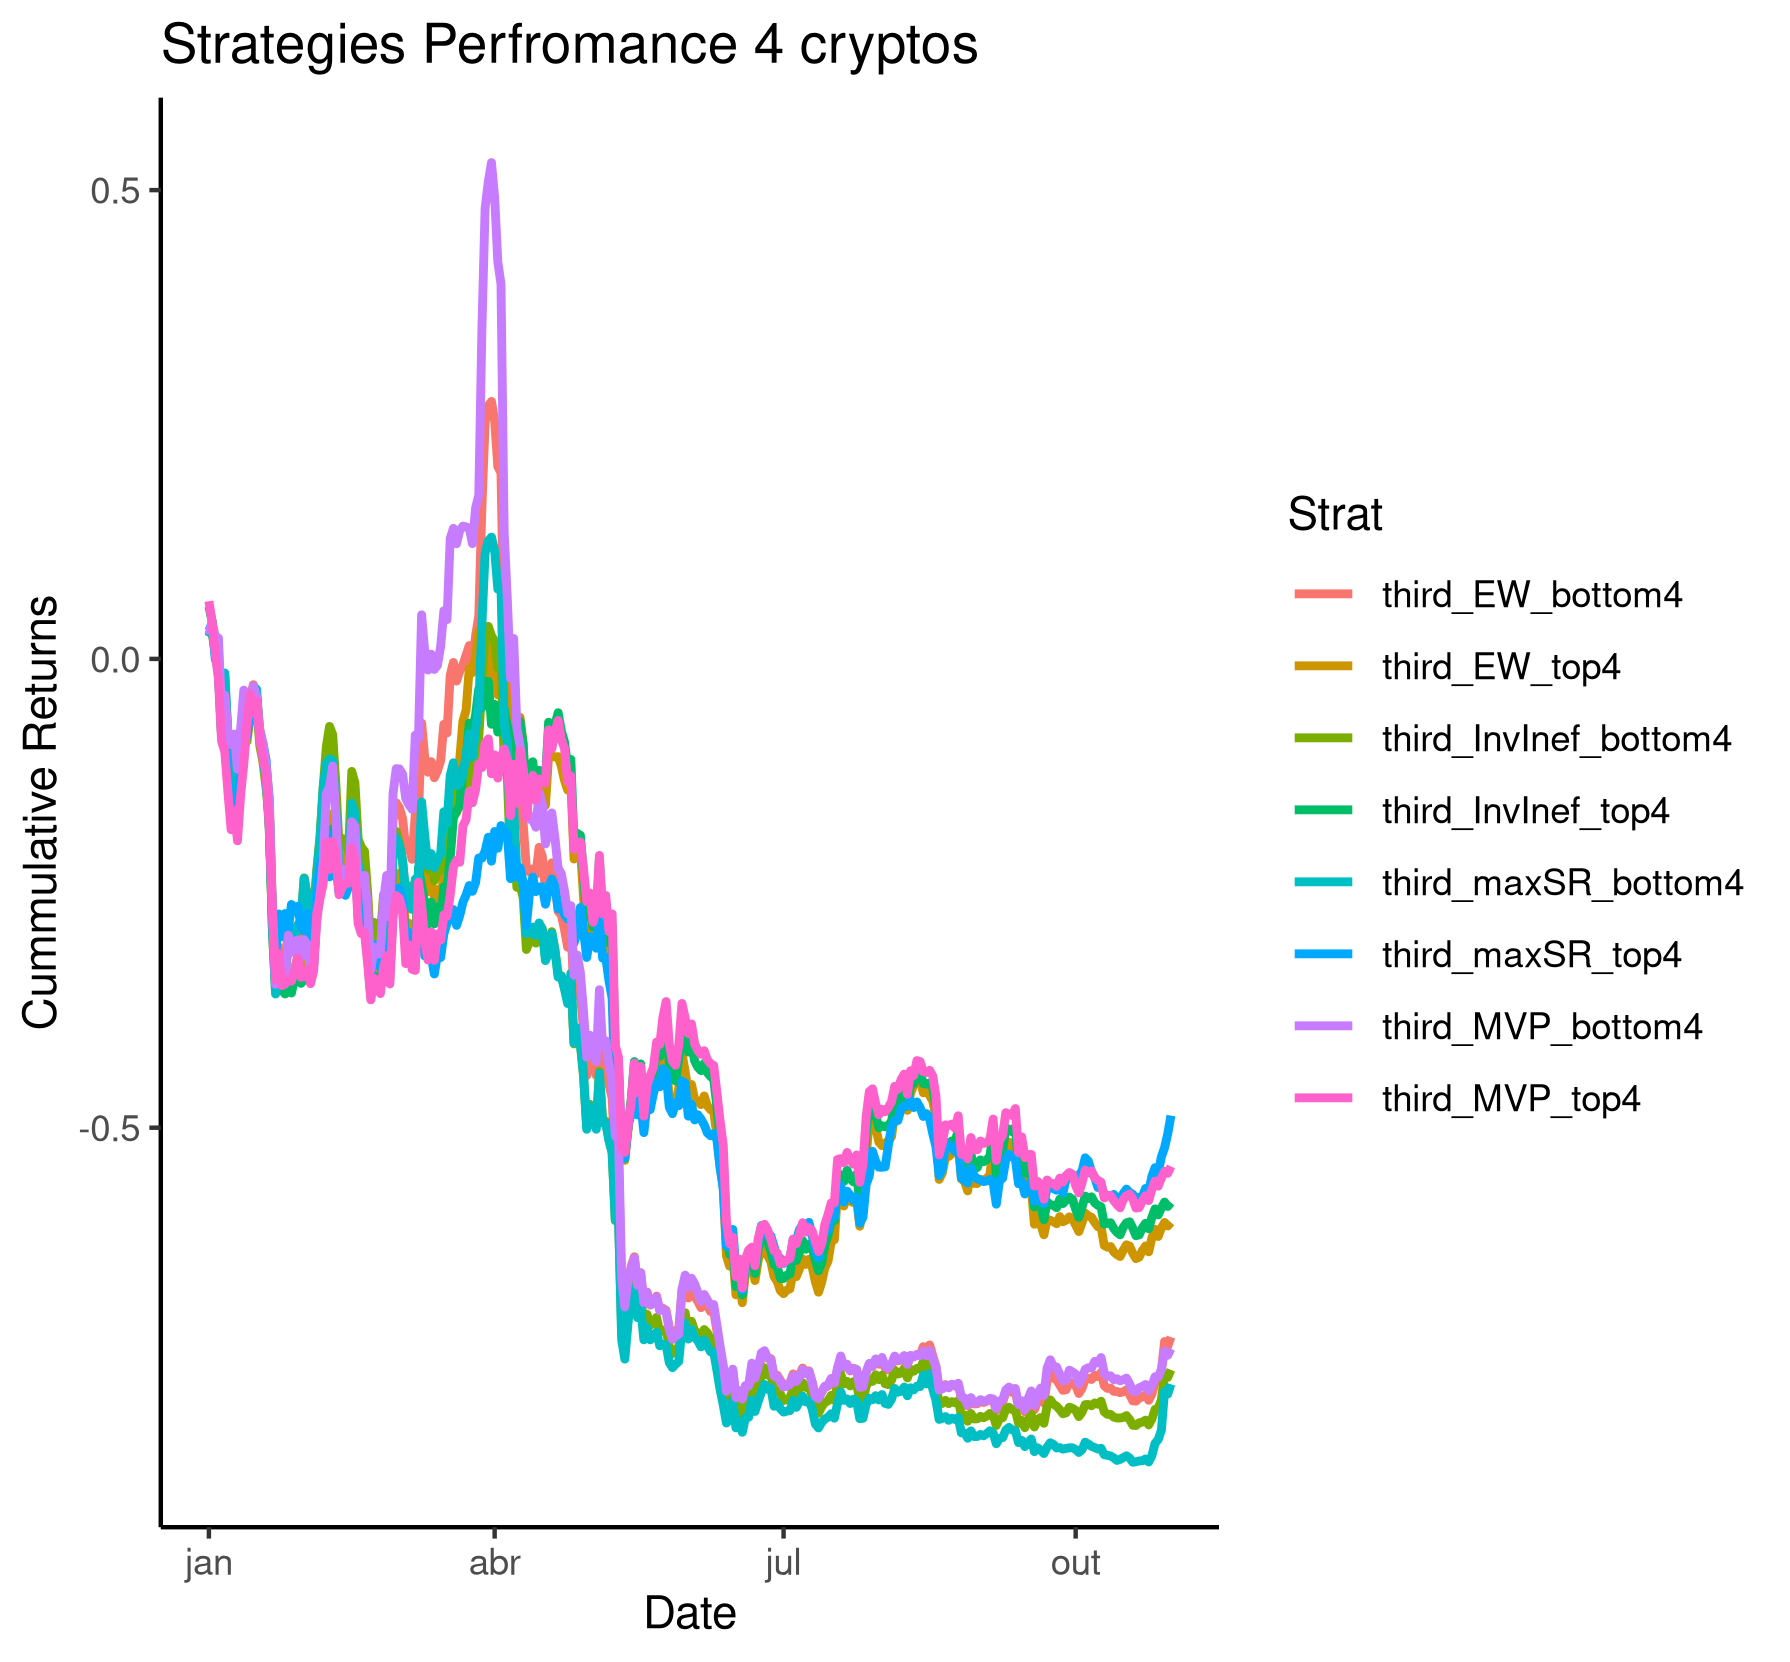 Strategies Perfromance 4 cryptos
Cummulative Returns
0.5
0.0
-0.5
jan
abr
jul
out
Date
Strat
third_EW_bottom4
third_EW_top4
third_InvInef_bottom4
third_InvInef_top4
third_maxSR_bottom4
third_maxSR_top4
third_MVP_bottom4
third_MVP_top4